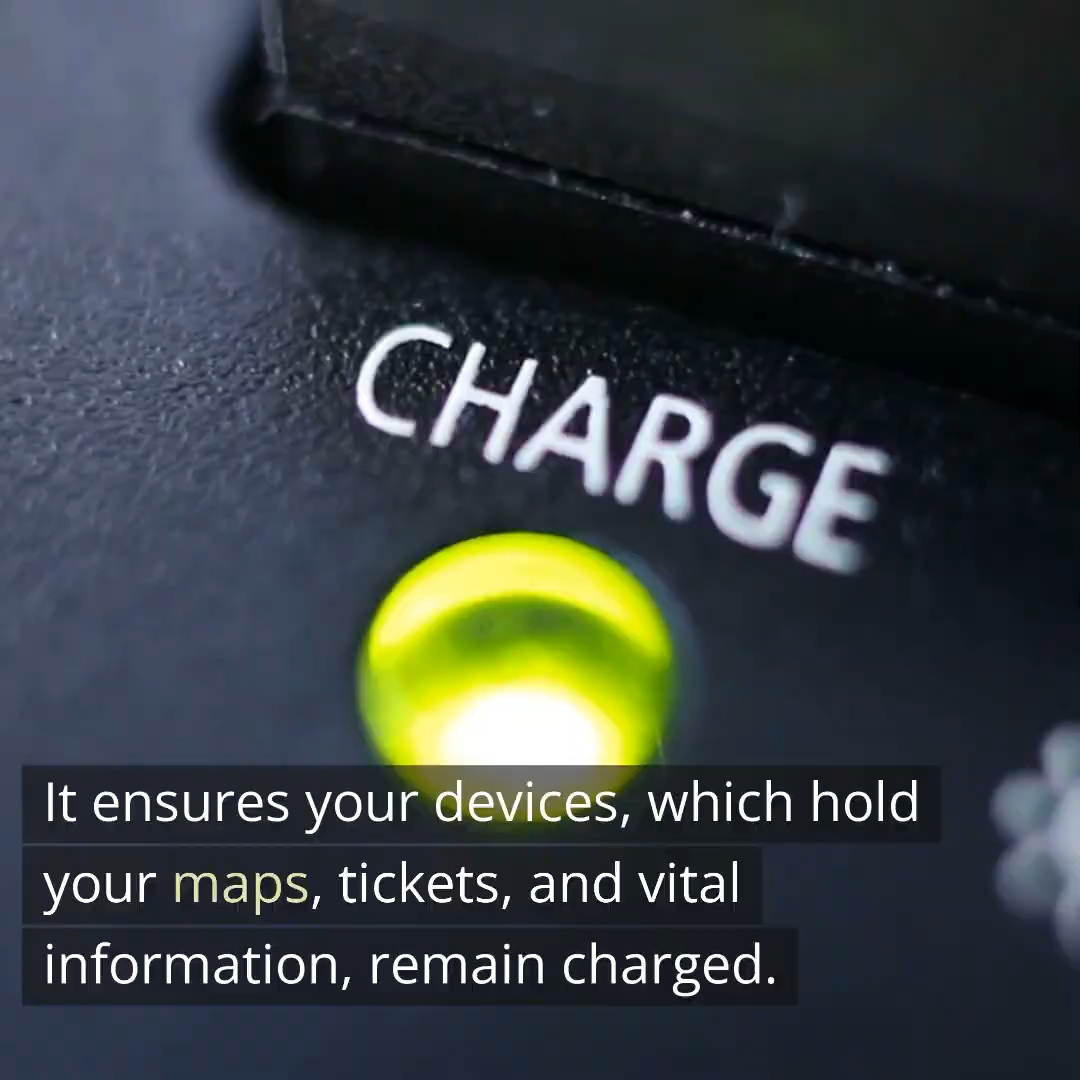 CHARGE
It ensures your devices, which hold
your maps, tickets, and vital
information, remain charged.